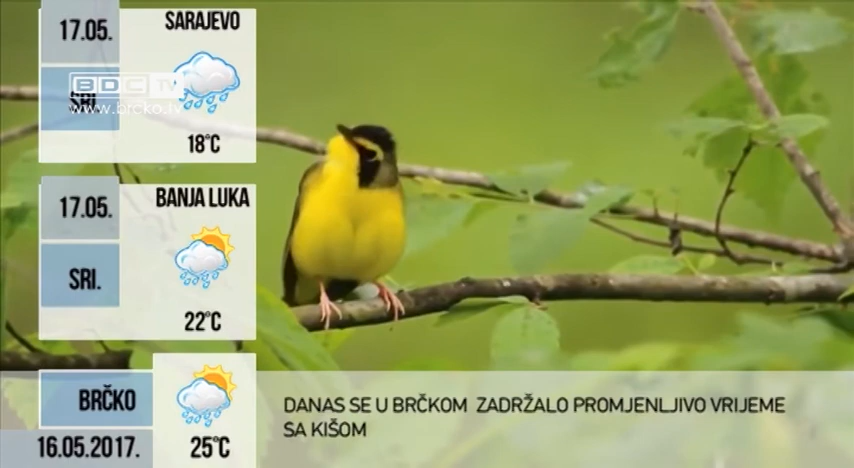 17.05.
SARAJEVO
BDC TV
SRI.
www.brcko.tv
18°C
17.05.
BANJA LUKA
SRI.
22°C
BRČKO
16.05.2017.
25°C
DANAS SE U BRČKOM ZADRŽALO PROMJENLJIVO VRIJEME
SA KIŠOM